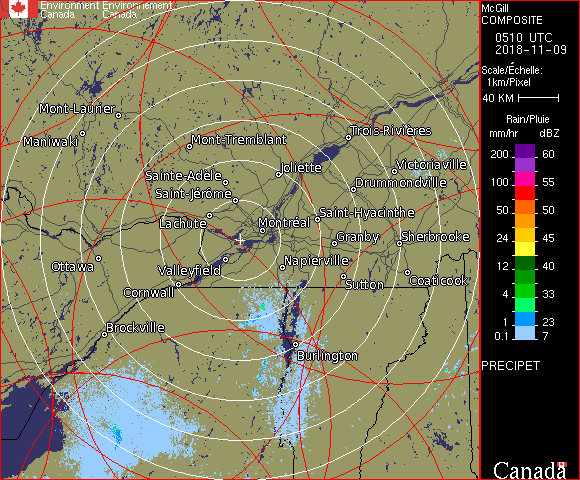 Environment Environnement
Canada Canada
McGill
COMPOSITE
0510 UTC
2018-11-09
Scale/Échelle:
1km/Pixel
40 KM
Rain/Pluie
mm/hr dBZ
200 60
155 55
100 55
50 50
24 45
12 40
4 33
1 23
0.1 7
PRECIPET
Canada
Mont-Laurier
Maniwaki
Mont-Tremblant
Trois-Rivières
Sainte-Adèle
Joliette
Victoriaville
Saint-Jérôme
Drummondville
Lachute
Montréal
Saint-Hyacinthe
Granby
Sherbrooke
Ottawa
Valleyfield
Napierville
Cornwall
Sutton
Coaticook
Brockville
Burlington